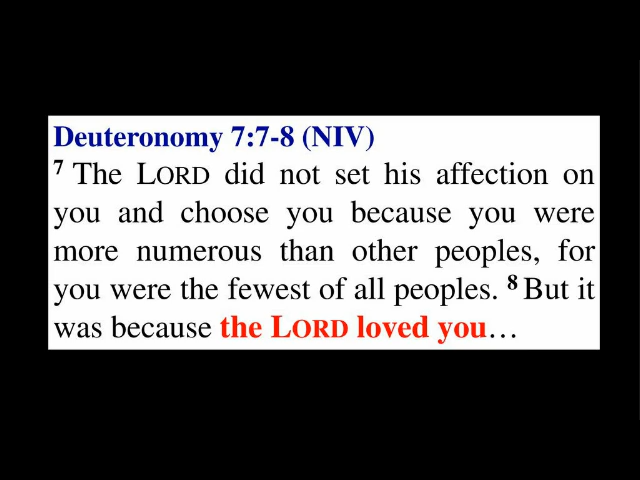 Deuteronomy 7:7-8 (NIV)
7 The LORD did not set his affection on
you and choose you because you were
more numerous than other peoples, for
you were the fewest of all peoples. 8 But it
was because the LORD loved you…